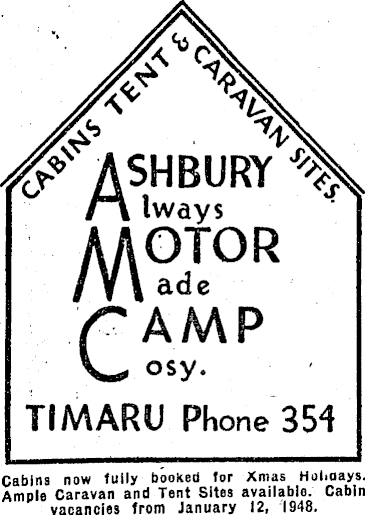 CABINS TENT & CARAVAN SITES.
ASHBURY
Always
MOTOR
Made
CAMP
Cosy.
TIMARU Phone 354
Cabins now fully booked for Xmas Holidays.
Ample Caravan and Tent Sites available. Cabin
vacancies from January 12, 1948.